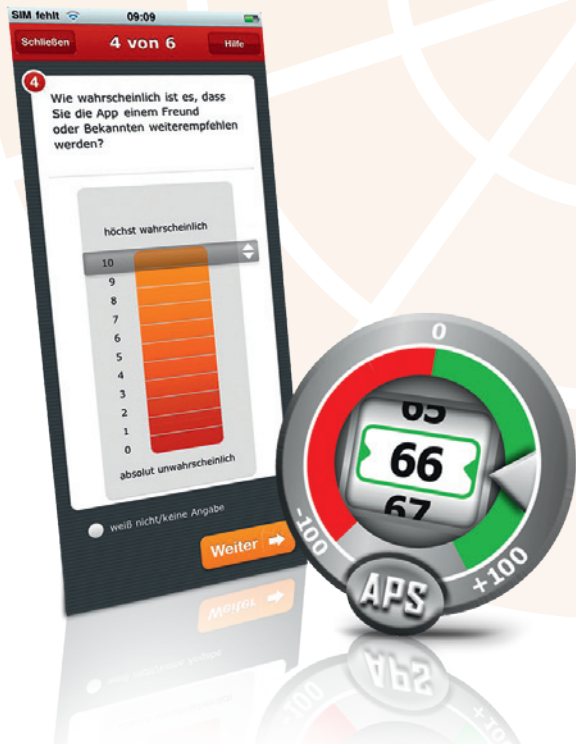 SIM fehlt 09:09
Schließen 4 von 6 Hilfe
4
Wie wahrscheinlich ist es, dass
Sie die App einem Freund
oder Bekannten weiterempfehlen
werden?
höchst wahrscheinlich
10
9
8
7
6
5
4
3
2
1
0
absolut unwahrscheinlich
weiß nicht/keine Angabe
Weiter
0
65
66
67
-100
+100
APS